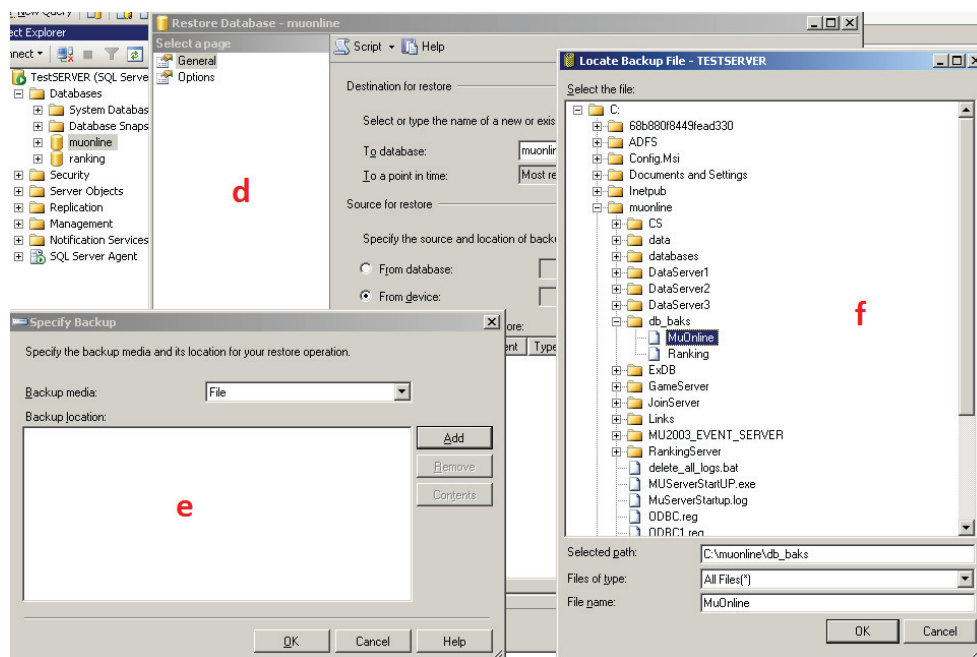 New Query
Restore Database - muonline
ect Explorer
nnect
TestSERVER (SQL Serve
Databases
System Databas
Database Snaps
muonline
ranking
Security
Server Objects
Replication
Management
Notification Services
SQL Server Agent
Select a page
General
Options
d
Script
Help
Destination for restore
Select or type the name of a new or exis
To database:
muonlin
To a point in time:
Most re
Source for restore
Specify the source and location of backu
From database:
From device:
ore:
ent
Type
Specify Backup
Specify the backup media and its location for your restore operation.
Backup media:
File
Backup location:
Add
Remove
Contents
e
OK
Cancel
Help
Locate Backup File - TESTSERVER
Select the file:
C:
68b880f8449fead330
ADFS
Config.Msi
Documents and Settings
Inetpub
muonline
CS
data
databases
DataServer1
DataServer2
DataServer3
db_baks
MuOnline
Ranking
ExDB
GameServer
JoinServer
Links
MU2003_EVENT_SERVER
RankingServer
delete_all_logs.bat
MUServerStartUP.exe
MuServerStartup.log
ODBC.reg
ODBC1.reg
f
Selected path:
C:\muonline\db_baks
Files of type:
All Files(*)
File name:
MuOnline
OK
Cancel